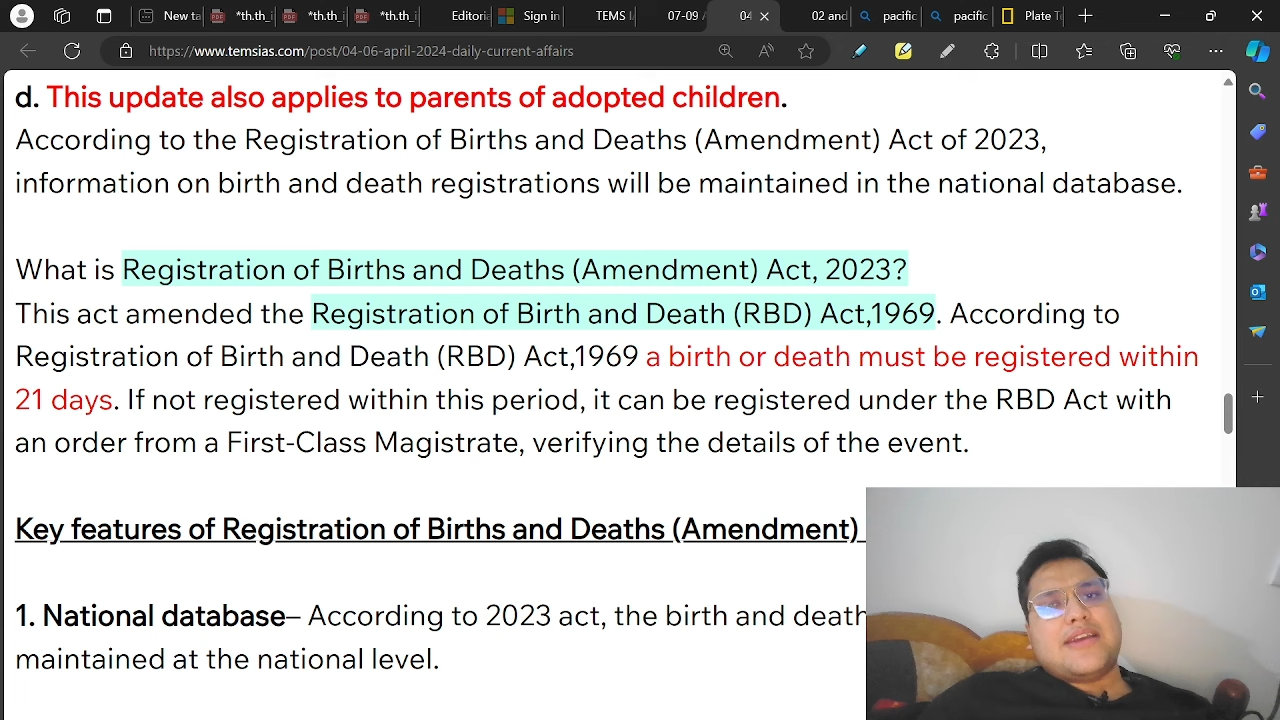 New ta
*th.th_i
*th.th_i
*th.th_i
Editoria
Sign in
TEMS I
07-09
04
02 and
pacific
pacific
Plate T
https://www.temsias.com/post/04-06-april-2024-daily-current-affairs
d. This update also applies to parents of adopted children.
According to the Registration of Births and Deaths (Amendment) Act of 2023,
information on birth and death registrations will be maintained in the national database.
What is Registration of Births and Deaths (Amendment) Act, 2023?
This act amended the Registration of Birth and Death (RBD) Act,1969. According to
Registration of Birth and Death (RBD) Act,1969 a birth or death must be registered within
21 days. If not registered within this period, it can be registered under the RBD Act with
an order from a First-Class Magistrate, verifying the details of the event.
Key features of Registration of Births and Deaths (Amendment)
1. National database– According to 2023 act, the birth and death
maintained at the national level.